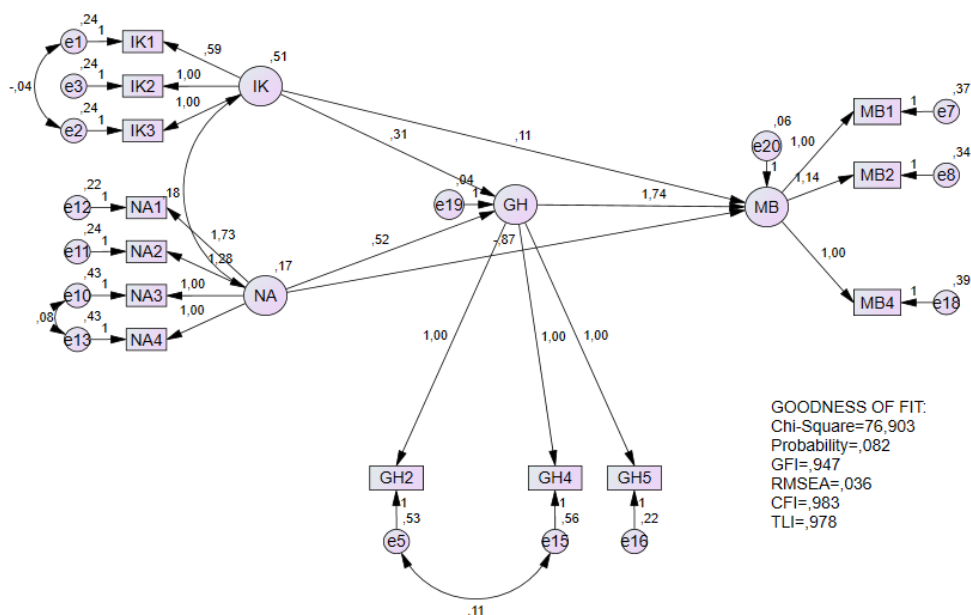 ,24
e1
1
IK1
,59
,51
,24
e3
1
IK2
1,00
IK
-,04
,24
e2
1
IK3
1,00
,31
,11
,37
MB1
1
e7
,06
e20
1
1,00
,34
MB2
1
e8
1,14
,22
e12
1
NA1
,18
,04
e19
1
GH
1,74
MB
,24
e11
1
NA2
1,73
1,28
,52
-,87
,17
,43
e10
1
NA3
1,00
NA
1,00
,39
MB4
1
e18
,08
,43
e13
1
NA4
1,00
1,00
1,00
1,00
GOODNESS OF FIT:
Chi-Square=76,903
Probability=,082
GFI=,947
RMSEA=,036
CFI=,983
TLI=,978
GH2
GH4
GH5
1
1
1
,53
,56
,22
e5
e15
e16
,11